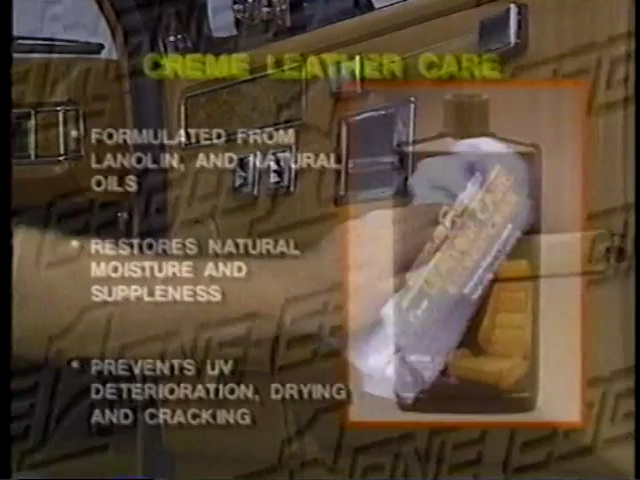 CREME LEATHER CARE
* FORMULATED FROM
LANOLIN, AND NATURAL
OILS
* RESTORES NATURAL
MOISTURE AND
SUPPLENESS
* PREVENTS UV
DETERIORATION, DRYING
AND CRACKING